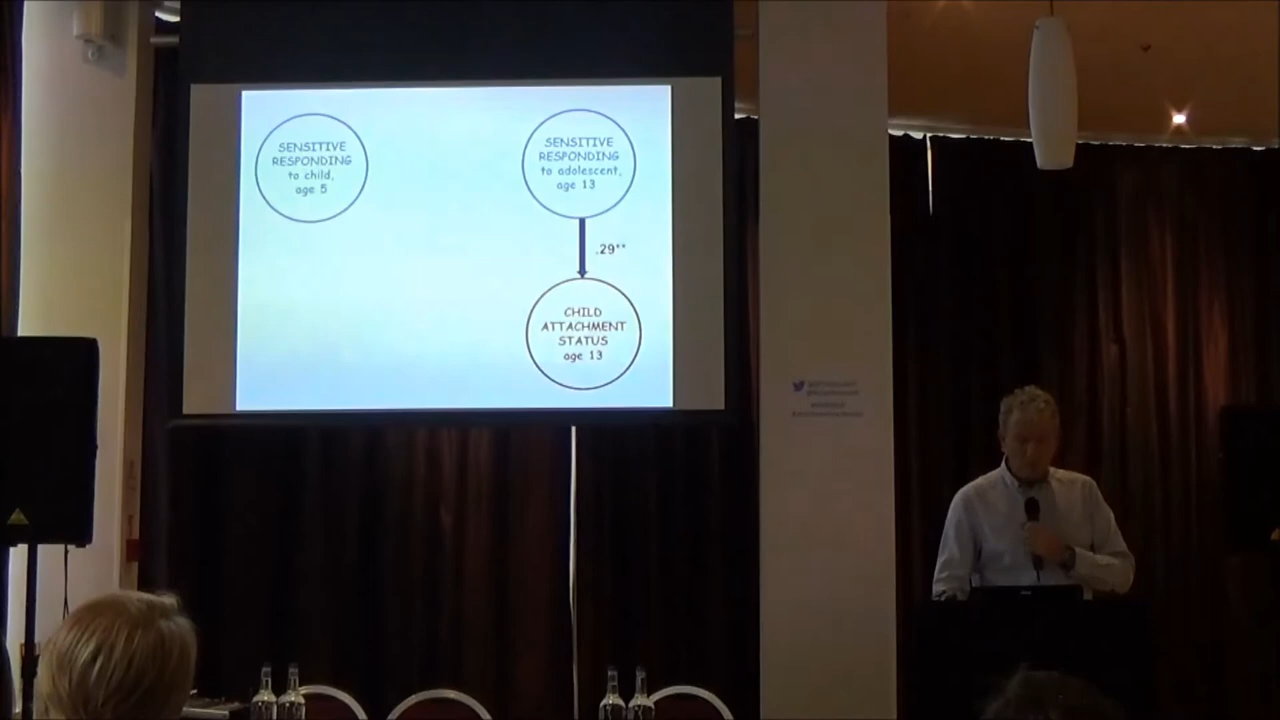 SENSITIVE
RESPONDING
to child,
age 5
SENSITIVE
RESPONDING
to adolescent,
age 13
.29**
CHILD
ATTACHMENT
STATUS
age 13